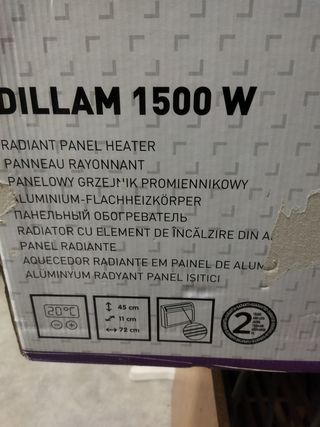 DILLAM 1500 W
RADIANT PANEL HEATER
PANNEAU RAYONNANT
PANELOWY GRZEJNIK PROMIENNIKOWY
ALUMINIUM-FLACHHEIZKÖRPER
ПАНЕЛЬНЫЙ ОБОГРЕВАТЕЛЬ
RADIATOR CU ELEMENT DE ÎNCĂLZIRE DIN A
PANEL RADIANTE
AQUECEDOR RADIANTE EM PAINEL DE ALUM
ALUMINYUM RADYANT PANEL ISITICI
20°C
45 cm
11 cm
72 cm
2